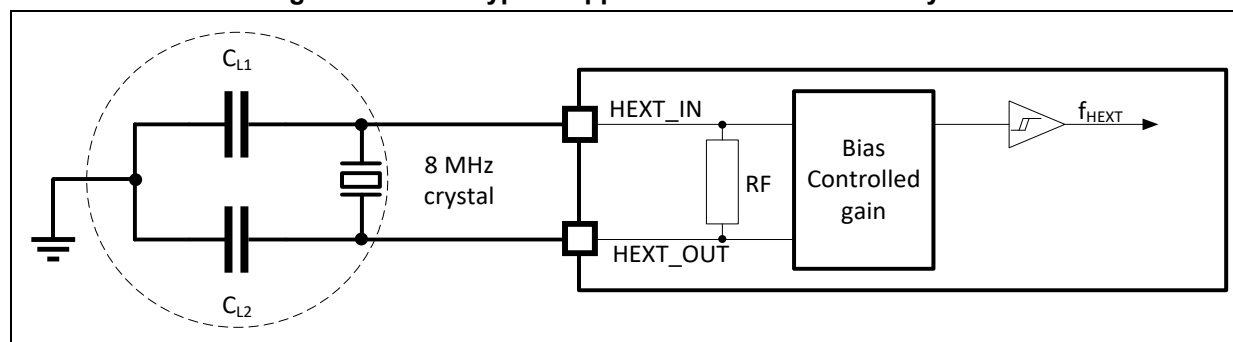 C_L1
HEXT_IN
f_HEXT
8 MHz
crystal
RF
Bias
Controlled
gain
HEXT_OUT
C_L2